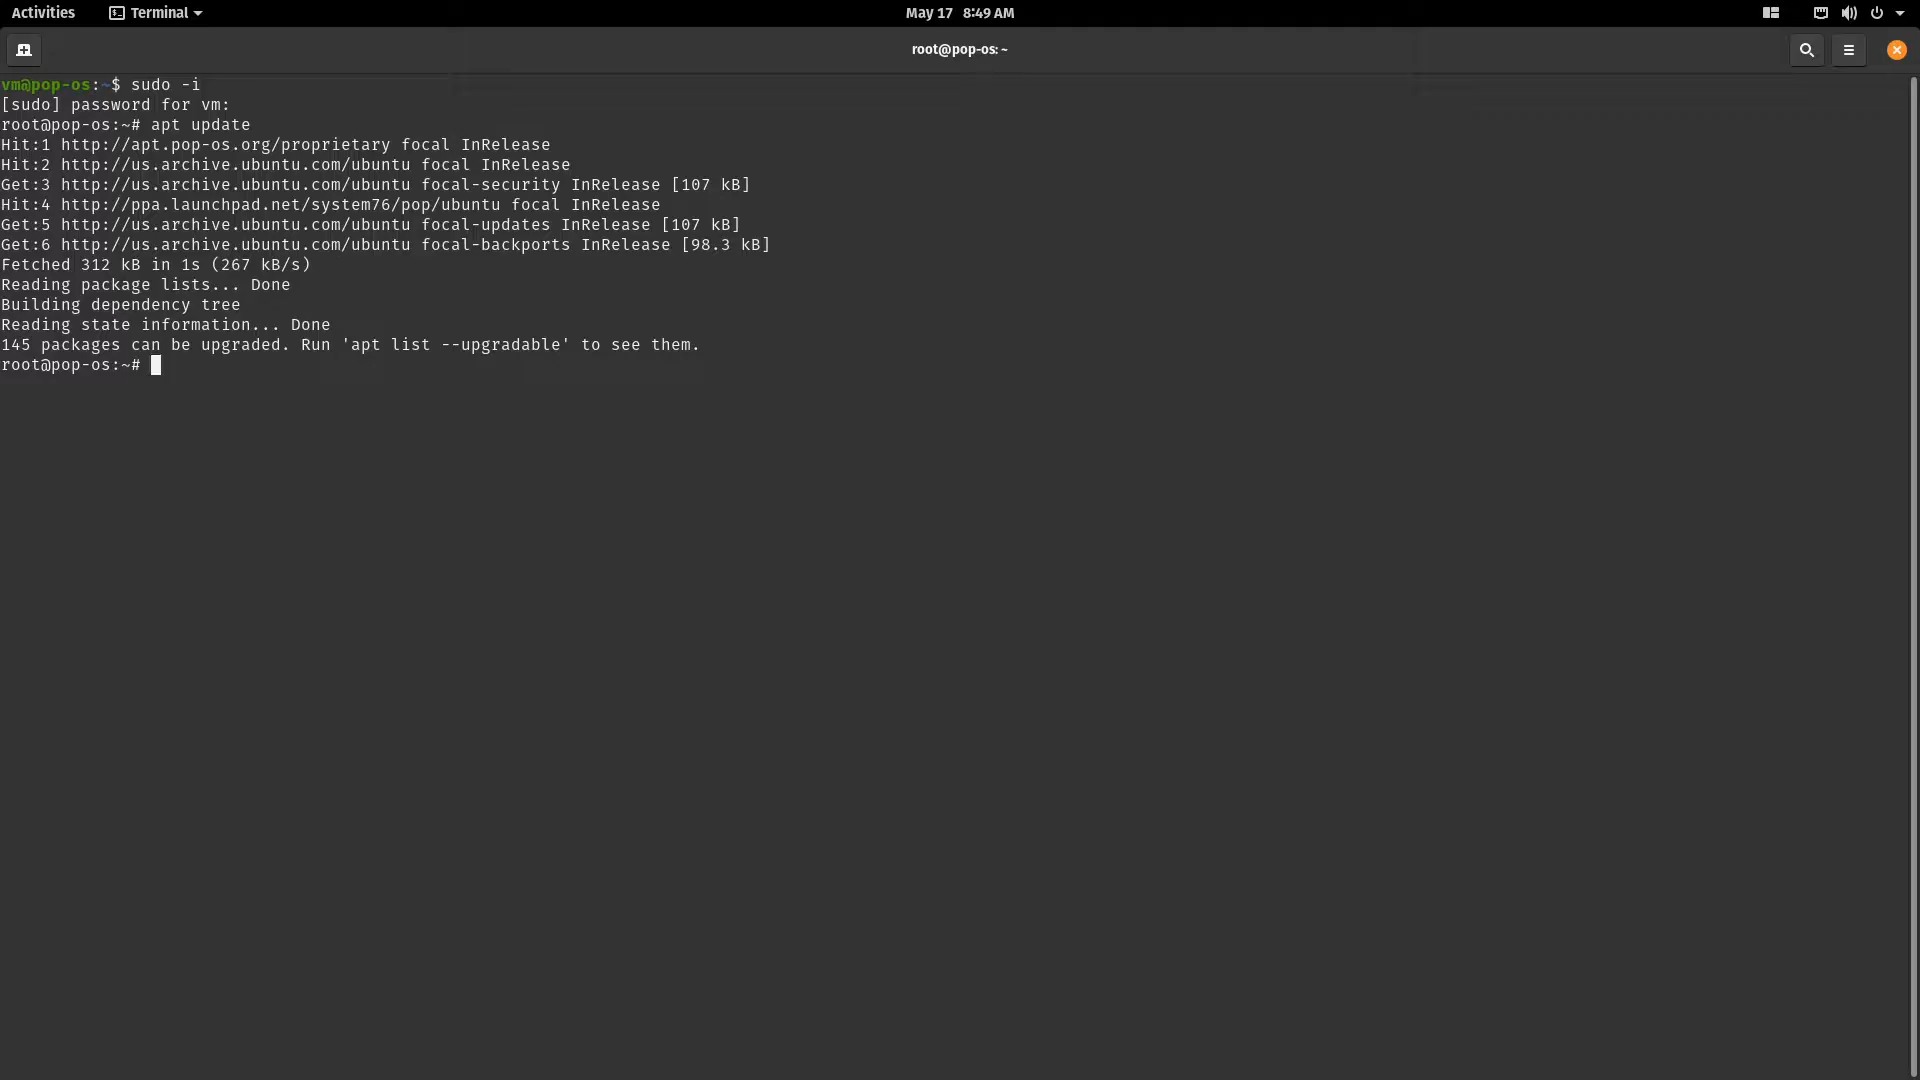 Activities Terminal May 17 8:49 AM
root@pop-os: ~
vm@pop-os:~$ sudo -i
[sudo] password for vm:
root@pop-os:~# apt update
Hit:1 http://apt.pop-os.org/proprietary focal InRelease
Hit:2 http://us.archive.ubuntu.com/ubuntu focal InRelease
Get:3 http://us.archive.ubuntu.com/ubuntu focal-security InRelease [107 kB]
Hit:4 http://ppa.launchpad.net/system76/pop/ubuntu focal InRelease
Get:5 http://us.archive.ubuntu.com/ubuntu focal-updates InRelease [107 kB]
Get:6 http://us.archive.ubuntu.com/ubuntu focal-backports InRelease [98.3 kB]
Fetched 312 kB in 1s (267 kB/s)
Reading package lists... Done
Building dependency tree
Reading state information... Done
145 packages can be upgraded. Run 'apt list --upgradable' to see them.
root@pop-os:~#